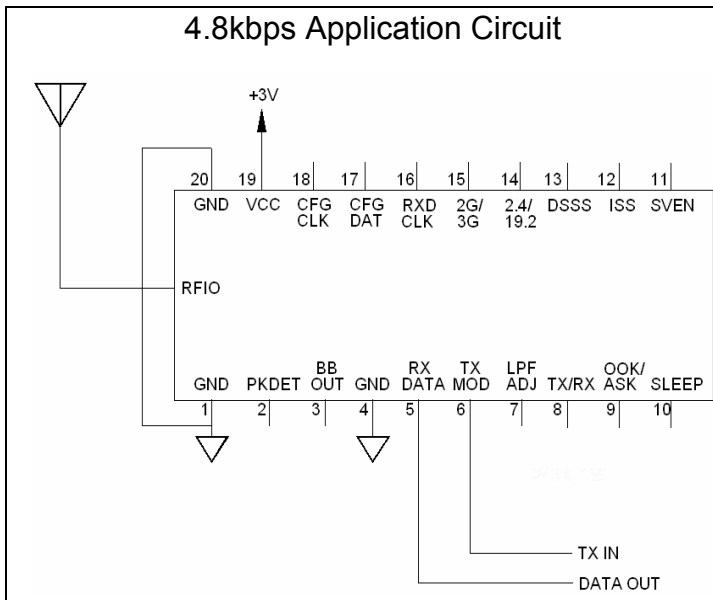 4.8kbps Application Circuit
+3V
20 19 18 17 16 15 14 13 12 11
GND VCC CFG CLK CFG DAT RXD CLK 2G/ 3G 2.4/ 19.2 DSSS ISS SVEN
RFIO
GND PKDET BB OUT GND RX DATA TX MOD LPF ADJ TX/RX OOK/ ASK SLEEP
1 2 3 4 5 6 7 8 9 10
TX IN
DATA OUT